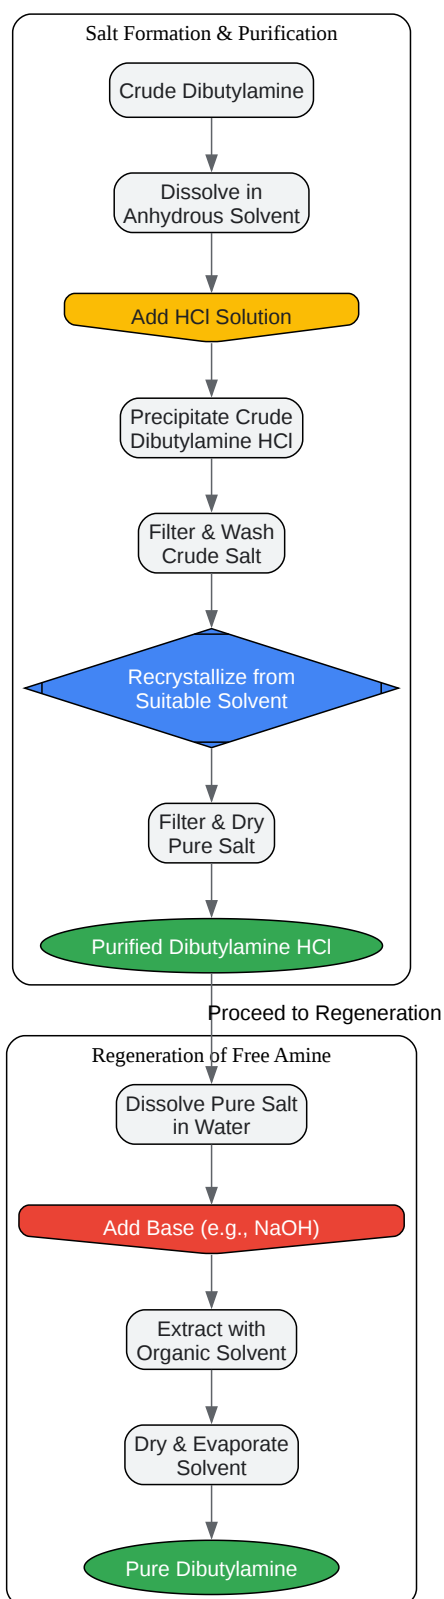 Salt Formation & Purification
Crude Dibutylamine
Dissolve in
Anhydrous Solvent
Add HCl Solution
Precipitate Crude
Dibutylamine HCl
Filter & Wash
Crude Salt
Recrystallize from
Suitable Solvent
Filter & Dry
Pure Salt
Purified Dibutylamine HCl
Proceed to Regeneration
Regeneration of Free Amine
Dissolve Pure Salt
in Water
Add Base (e.g., NaOH)
Extract with
Organic Solvent
Dry & Evaporate
Solvent
Pure Dibutylamine